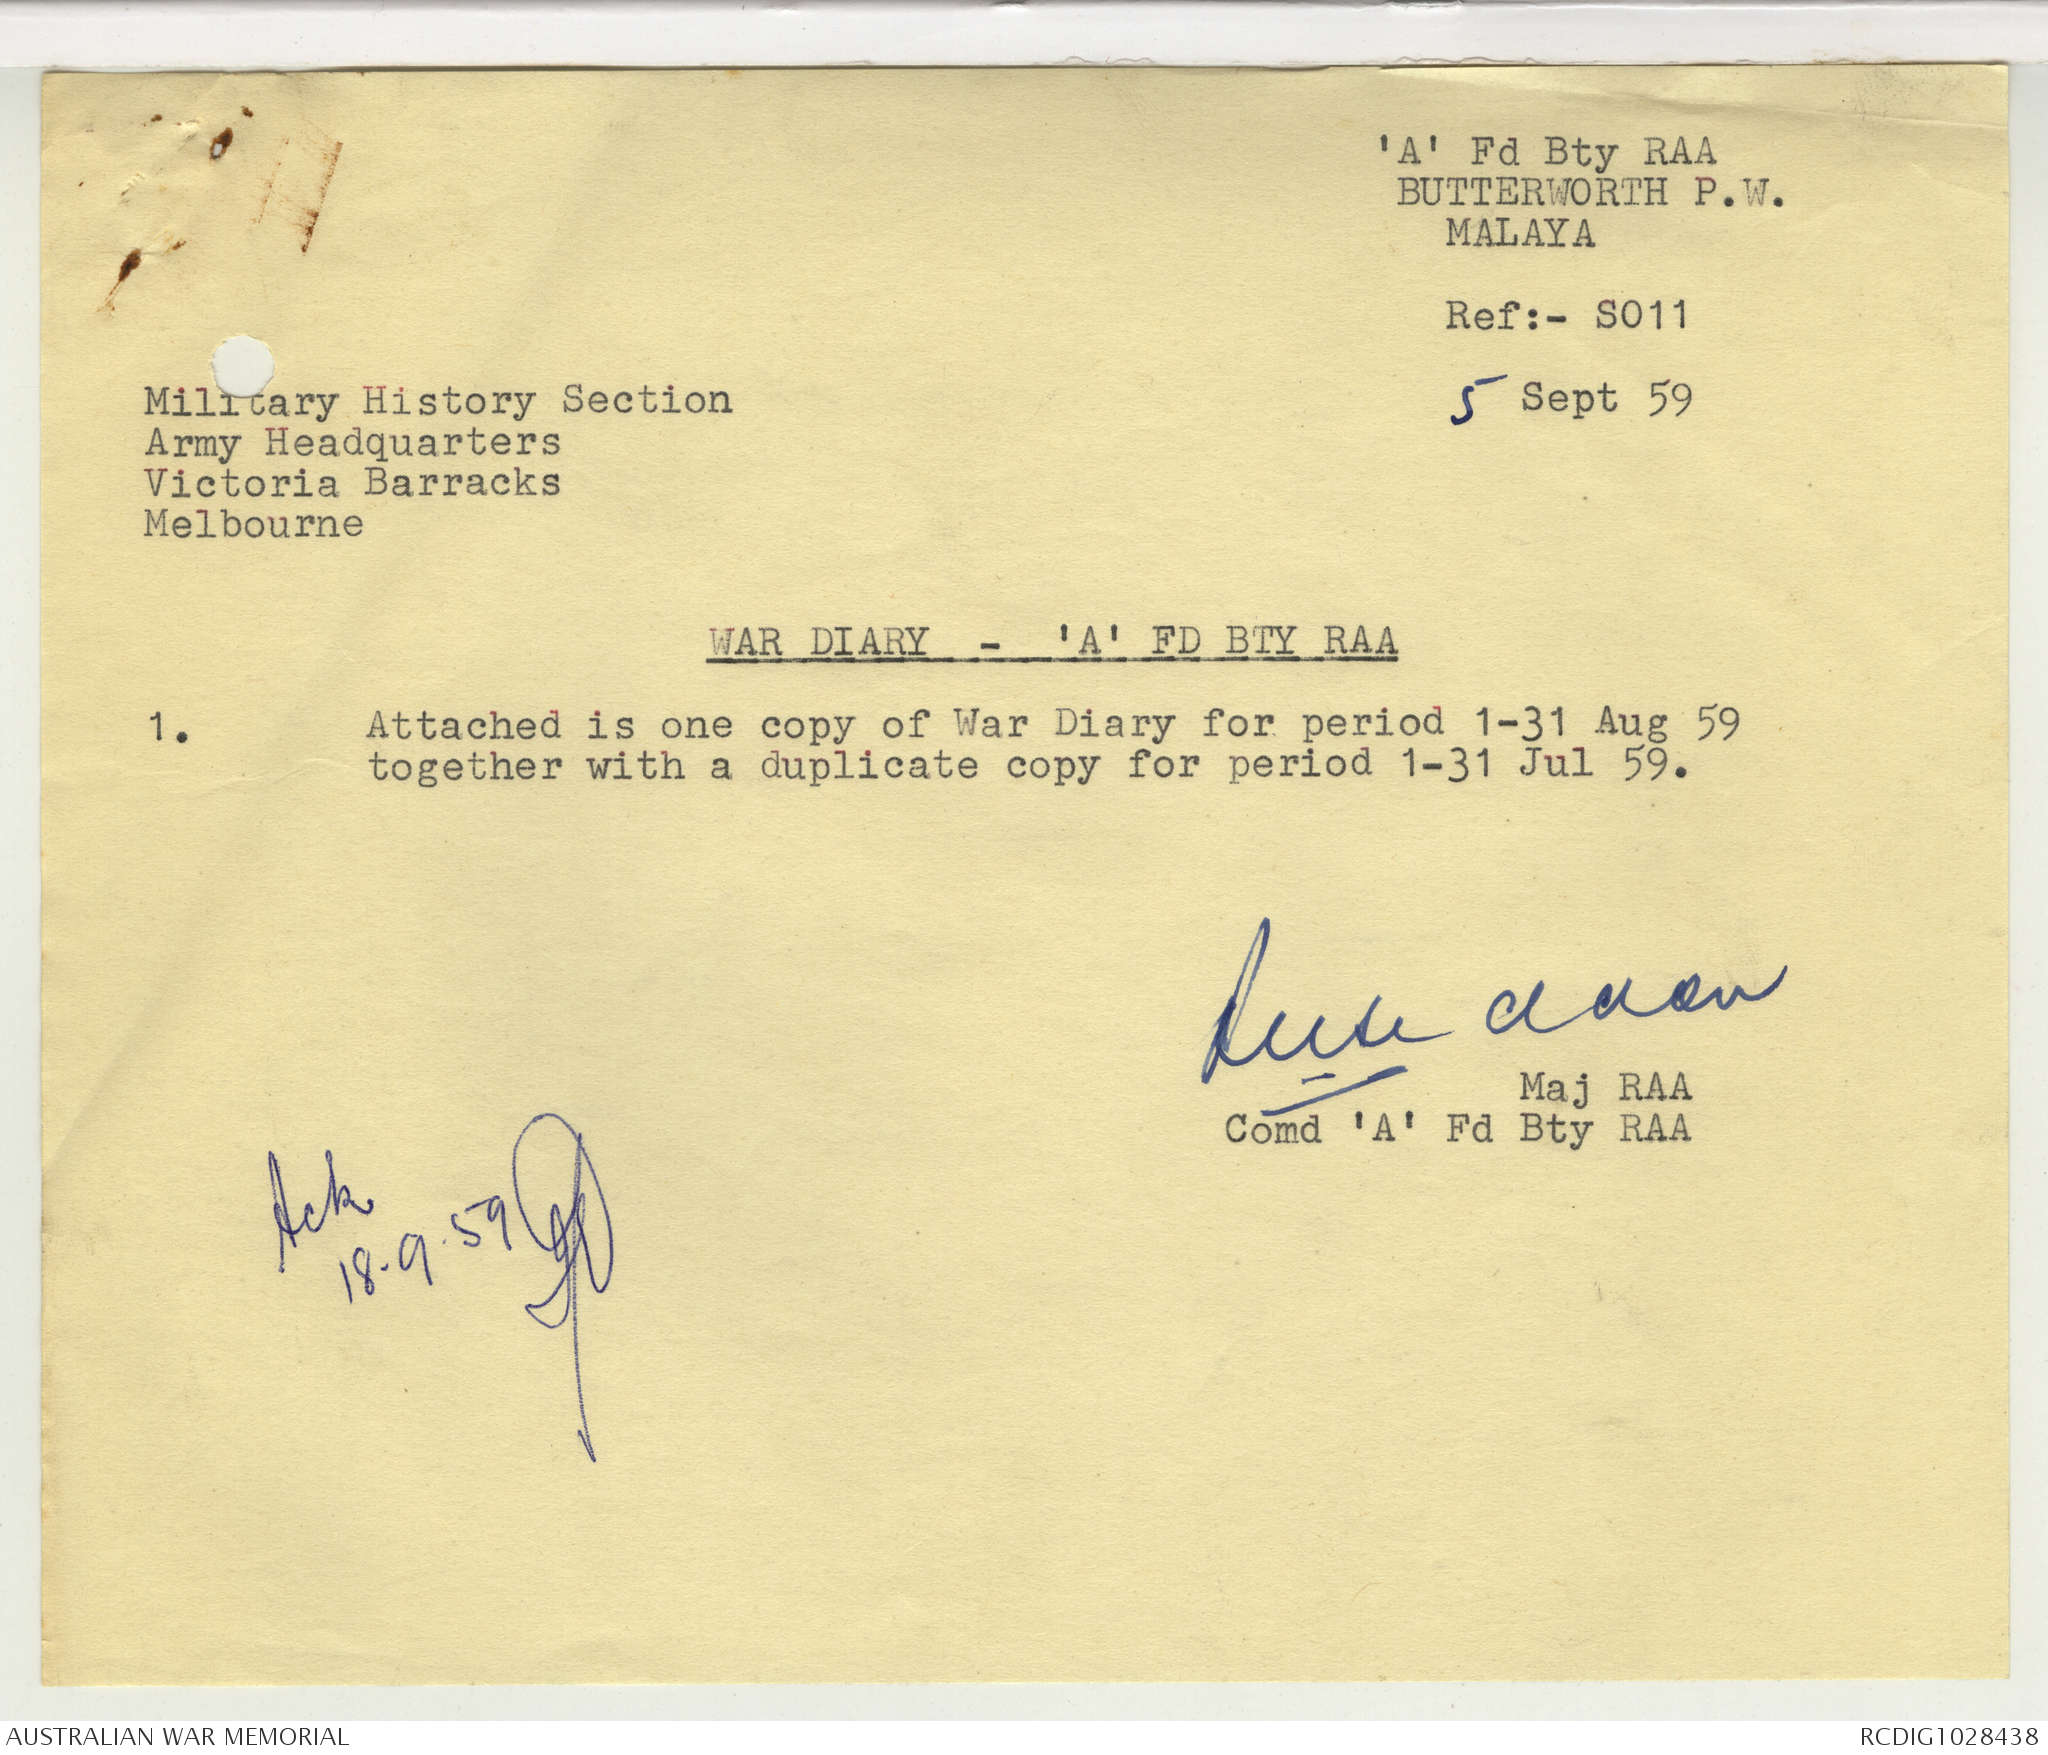 'A' Fd Bty RAA
BUTTERWORTH P.W.
MALAYA
Ref:- S011
5 Sept 59
Military History Section
Army Headquarters
Victoria Barracks
Melbourne
WAR DIARY - 'A' FD BTY RAA
1. Attached is one copy of War Diary for period 1-31 Aug 59
together with a duplicate copy for period 1-31 Jul 59.
Maj RAA
Comd 'A' Fd Bty RAA
Ack
18.9.59
AUSTRALIAN WAR MEMORIAL
RCDIG1028438